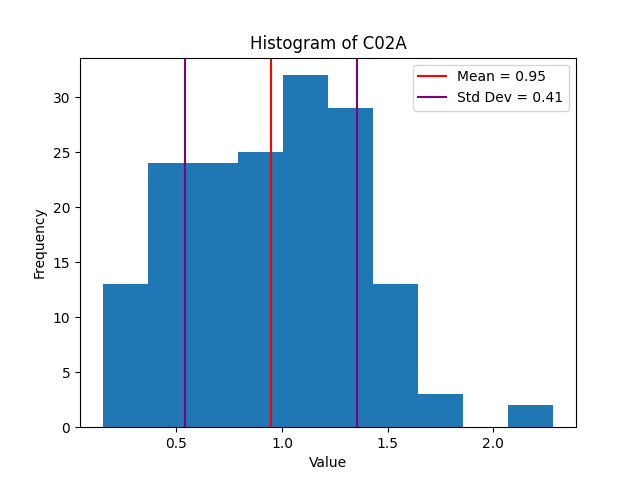 Histogram of C02A
Mean = 0.95
Std Dev = 0.41
Frequency
30
25
20
15
10
5
0
0.5 1.0 1.5 2.0
Value